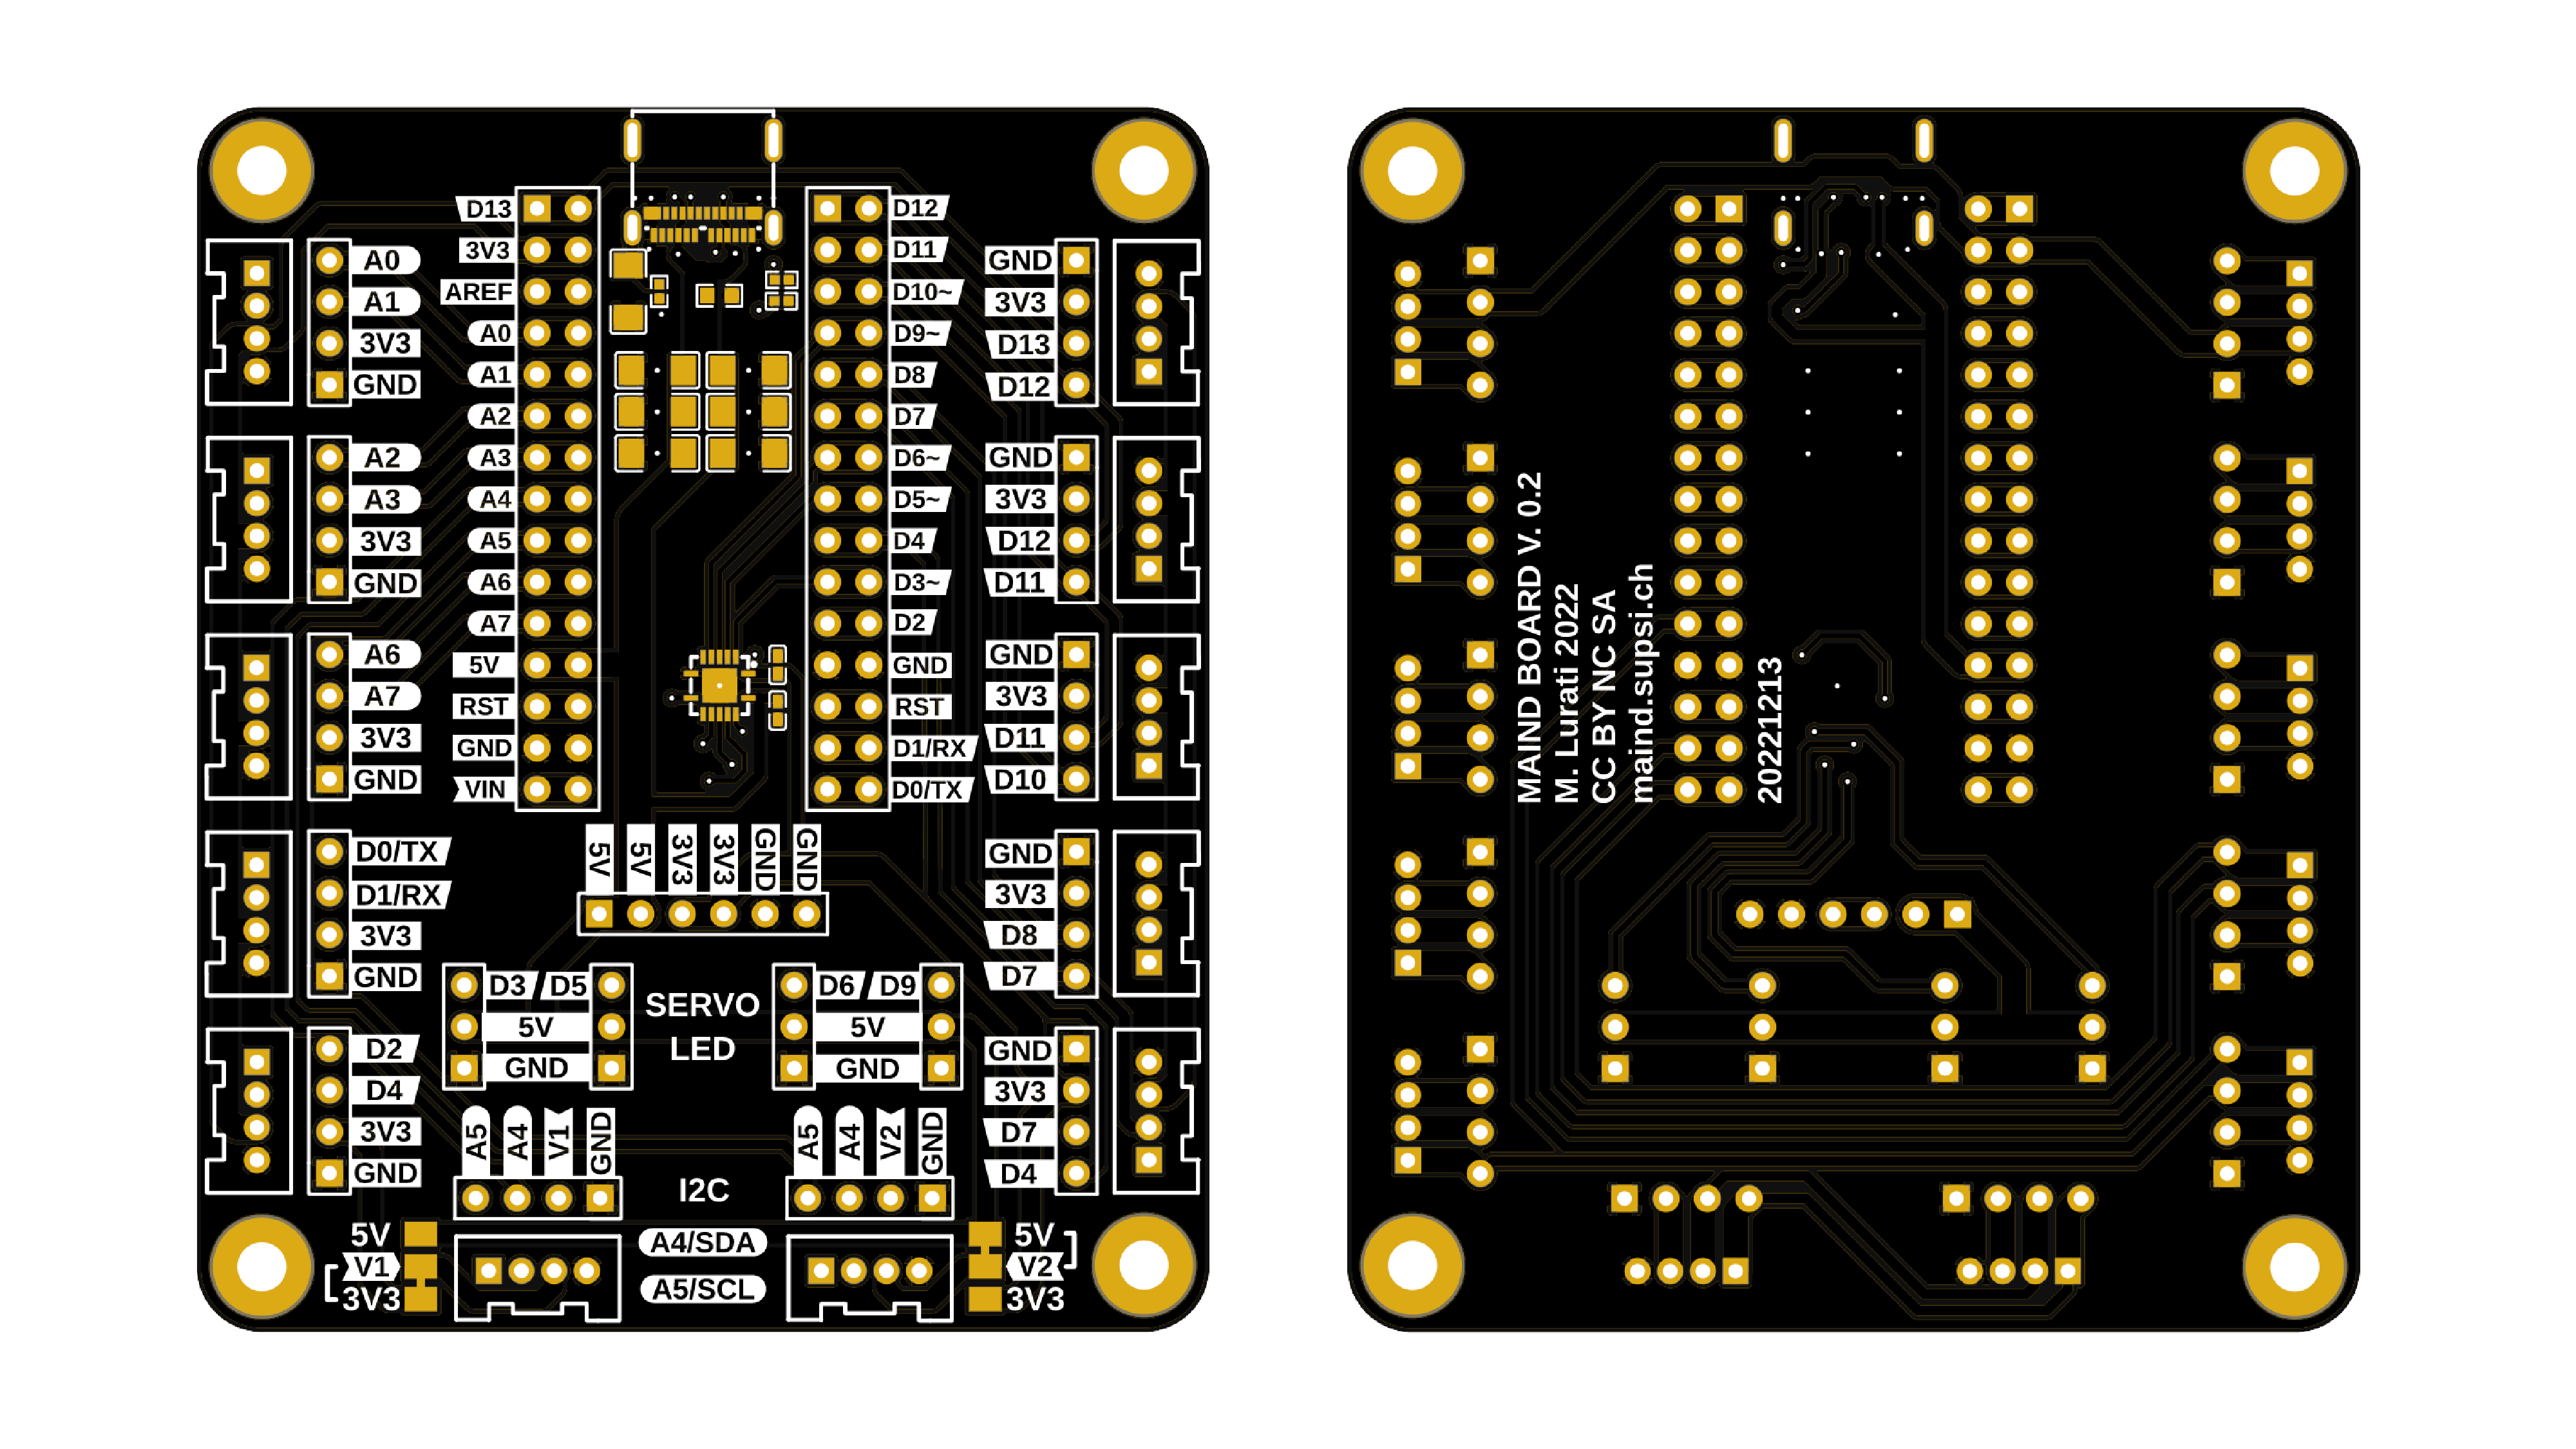 D13
3V3
AREF
A0
A1
A2
A3
A4
A5
A6
A7
5V
RST
GND
VIN
D12
D11
D10~
D9~
D8
D7
D6~
D5~
D4
D3~
D2
GND
RST
D1/RX
D0/TX
A0
A1
3V3
GND
A2
A3
3V3
GND
A6
A7
3V3
GND
D0/TX
D1/RX
3V3
GND
D2
D4
3V3
GND
GND
3V3
D13
D12
GND
3V3
D12
D11
GND
3V3
D11
D10
GND
3V3
D8
D7
GND
3V3
D7
D4
5V
5V
3V3
3V3
GND
GND
D3 / D5
5V
GND
SERVO
LED
D6 / D9
5V
GND
A5
A4
V1
GND
I2C
A5
A4
V2
GND
5V
V1
3V3
A4/SDA
A5/SCL
5V
V2
3V3
MAIND BOARD V. 0.2
M. Lurati 2022
CC BY NC SA
maind.supsi.ch
20221213